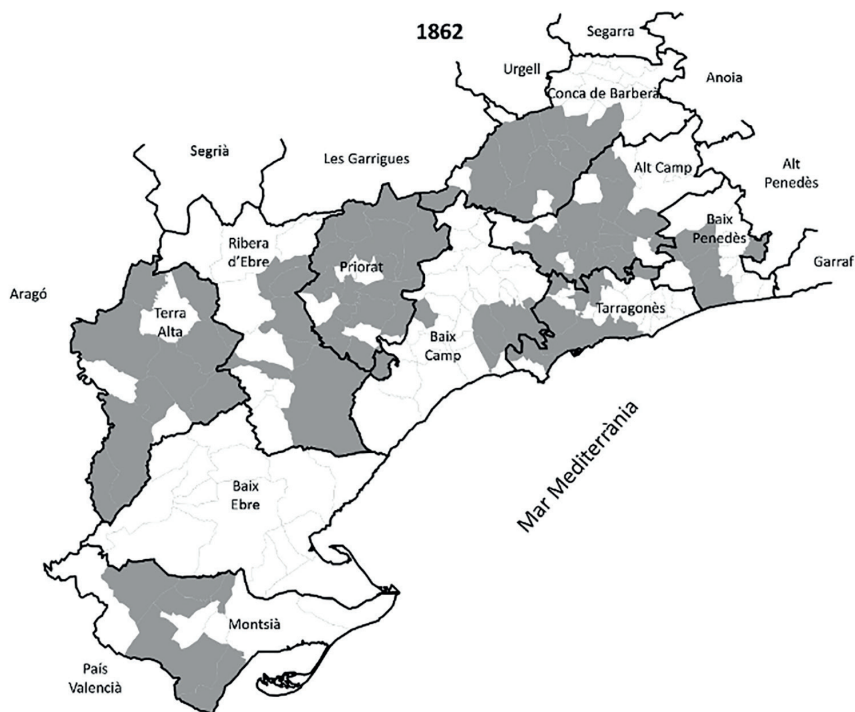 1862
Segarra
Urgell
Anoia
Conca de Barberà
Segrià
Les Garrigues
Alt Camp
Alt
Penedès
Baix
Penedès
Ribera
d'Ebre
Priorat
Garraf
Aragó
Terra
Alta
Tarragonès
Baix
Camp
Mar Mediterrània
Baix
Ebre
Montsià
País
Valencià